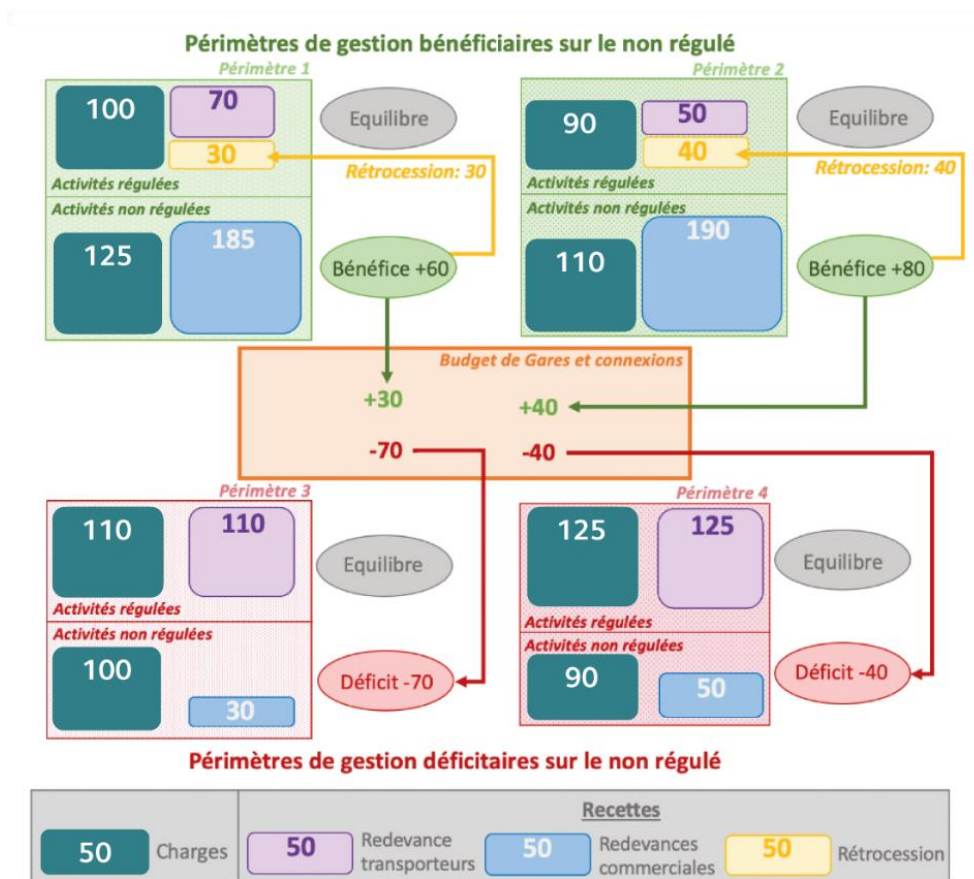 Périmètres de gestion bénéficiaires sur le non régulé
Périmètre 1
100
70
30
Equilibre
Rétrocession: 30
Activités régulées
Activités non régulées
125
185
Bénéfice +60
Périmètre 2
90
50
40
Equilibre
Rétrocession: 40
Activités régulées
Activités non régulées
110
190
Bénéfice +80
Budget de Gares et connexions
+30
+40
-70
-40
Périmètre 3
110
110
Equilibre
Activités régulées
Activités non régulées
100
30
Déficit -70
Périmètre 4
125
125
Equilibre
Activités régulées
Activités non régulées
90
50
Déficit -40
Périmètres de gestion déficitaires sur le non régulé
Recettes
50
Charges
50
Redevance
transporteurs
50
Redevances
commerciales
50
Rétrocession